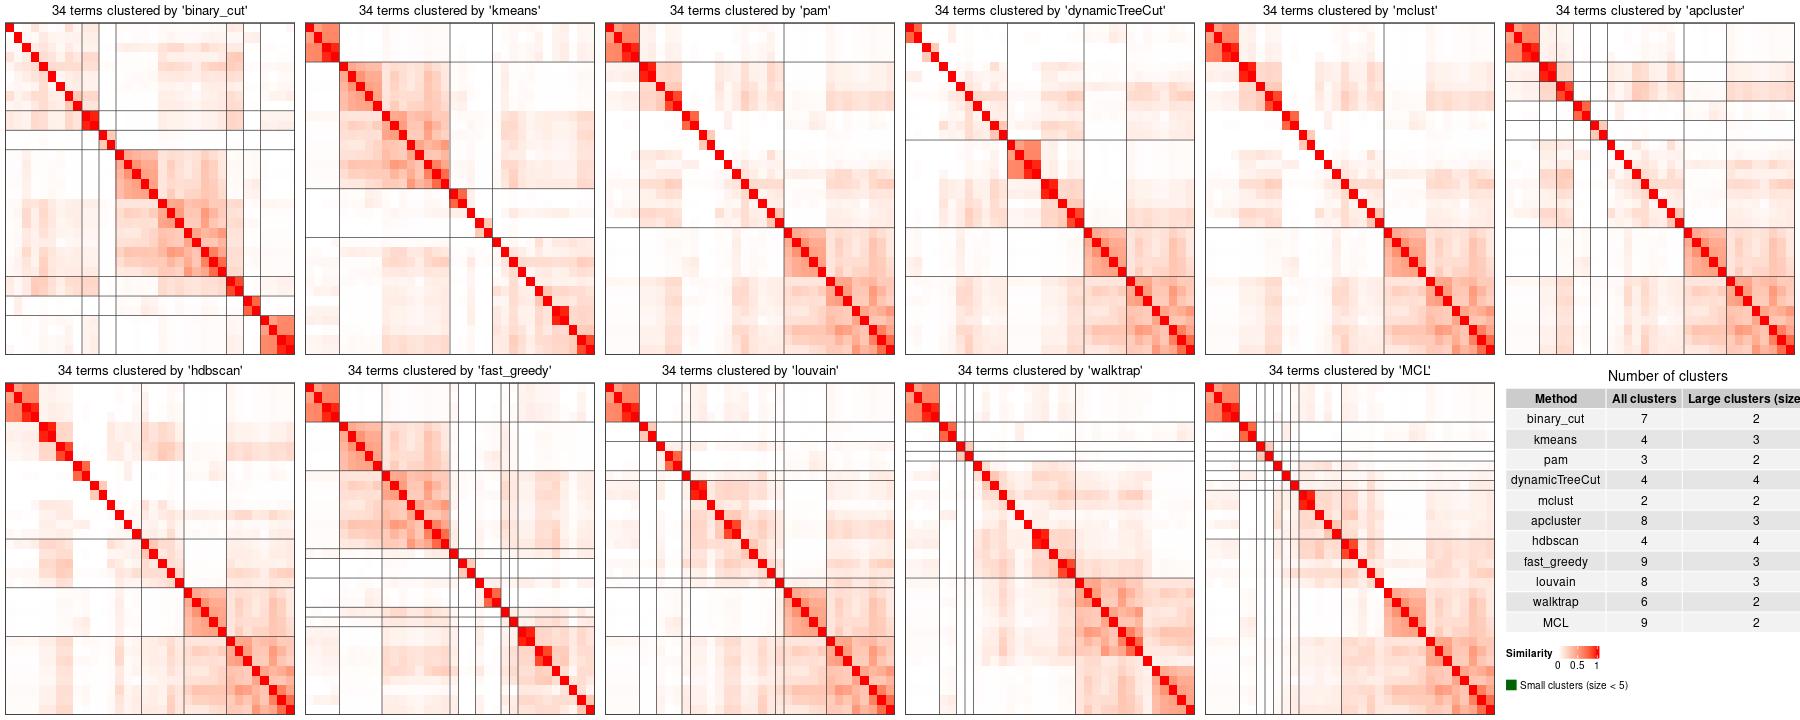 34 terms clustered by 'binary_cut'
34 terms clustered by 'kmeans'
34 terms clustered by 'pam'
34 terms clustered by 'dynamicTreeCut'
34 terms clustered by 'mclust'
34 terms clustered by 'apcluster'
34 terms clustered by 'hdbscan'
34 terms clustered by 'fast_greedy'
34 terms clustered by 'louvain'
34 terms clustered by 'walktrap'
34 terms clustered by 'MCL'
Number of clusters
Method All clusters Large clusters (size
binary_cut 7 2
kmeans 4 3
pam 3 2
dynamicTreeCut 4 4
mclust 2 2
apcluster 8 3
hdbscan 4 4
fast_greedy 9 3
louvain 8 3
walktrap 6 2
MCL 9 2
Similarity
0 0.5 1
Small clusters (size < 5)